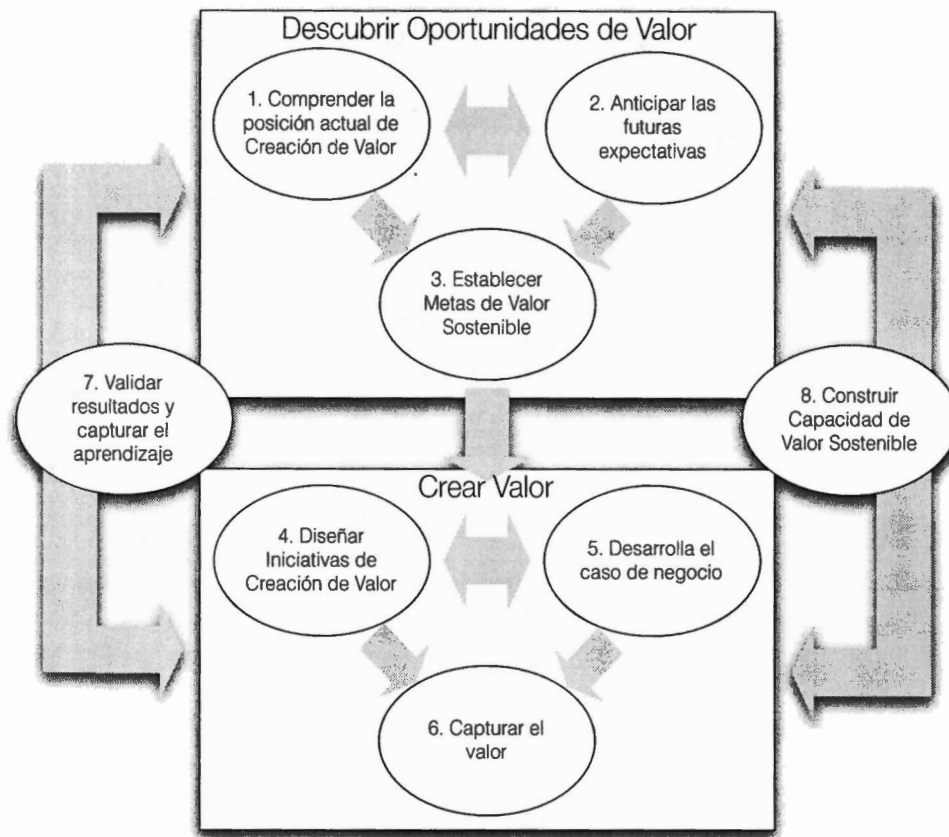 Descubrir Oportunidades de Valor
1. Comprender la
posición actual de
Creación de Valor
2. Anticipar las
futuras
expectativas
3. Establecer
Metas de Valor
Sostenible
7. Validar
resultados y
capturar el
aprendizaje
8. Construir
Capacidad de
Valor Sostenible
Crear Valor
4. Diseñar
Iniciativas de
Creación de Valor
5. Desarrolla el
caso de negocio
6. Capturar el
valor